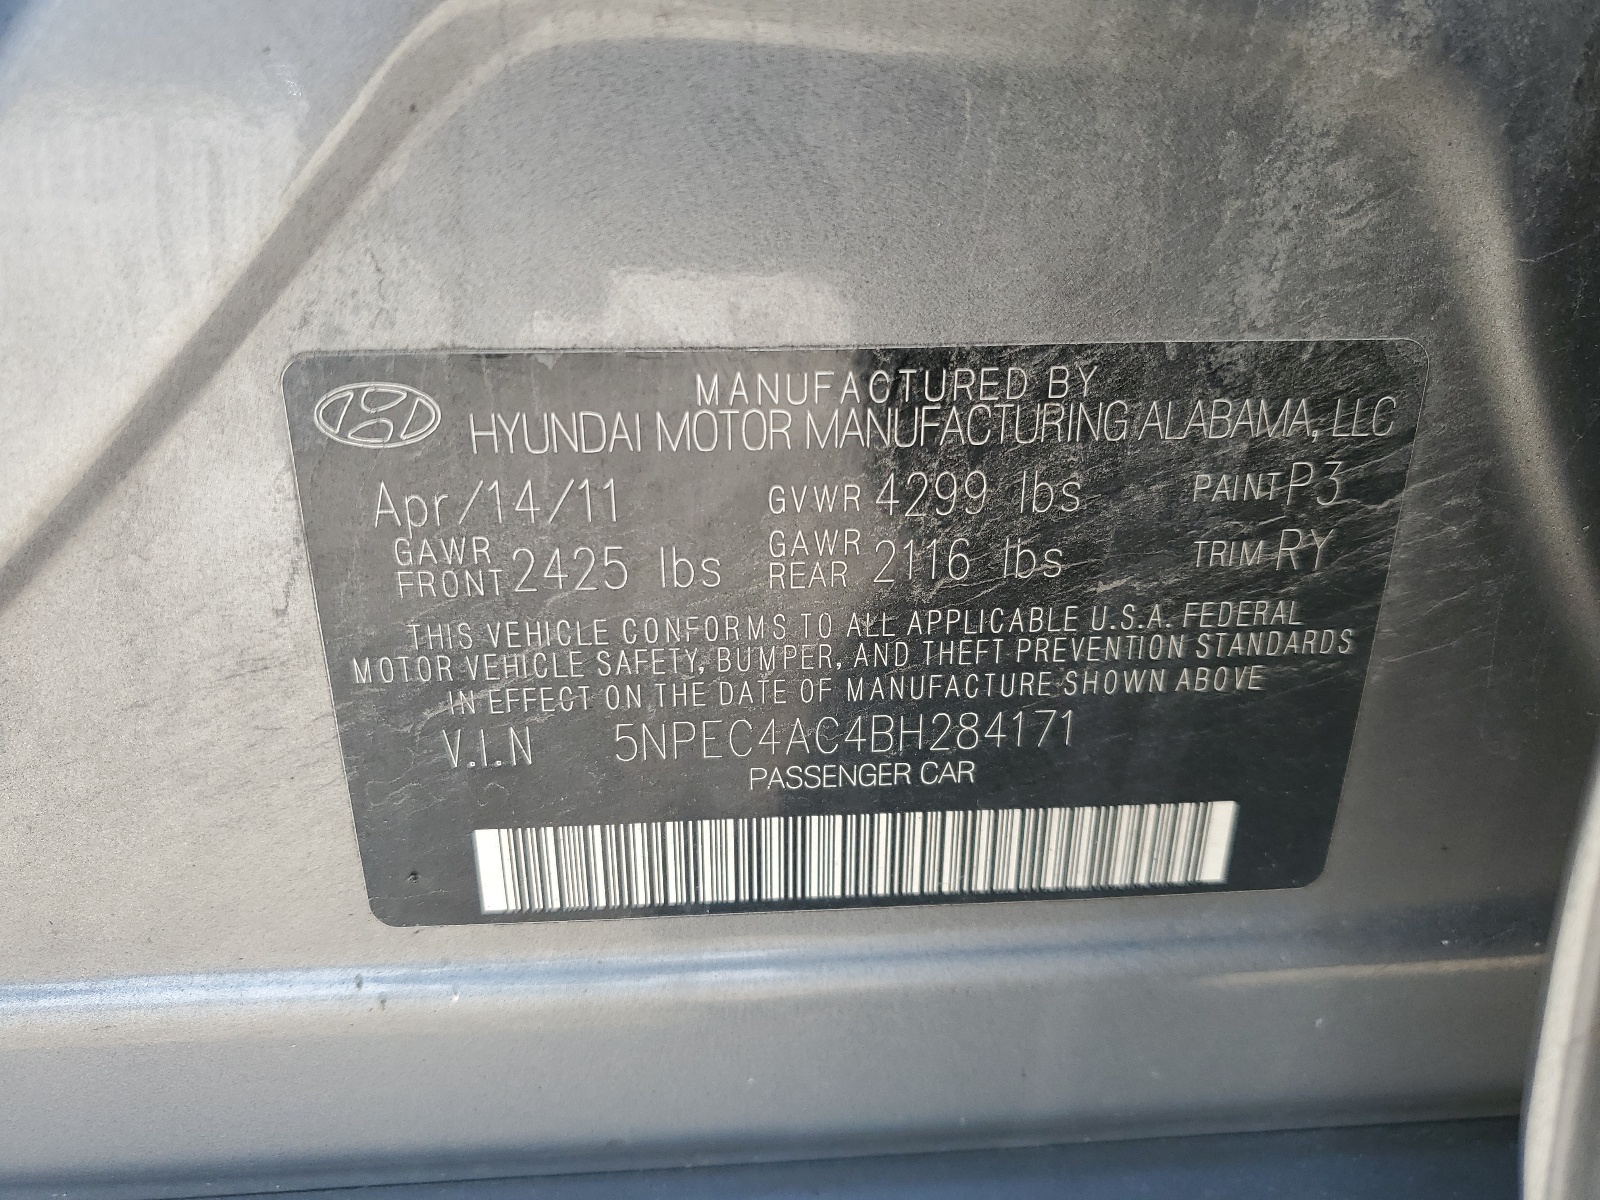 MANUFACTURED BY
HYUNDAI MOTOR MANUFACTURING ALABAMA, LLC
Apr/14/11 GVWR 4299 lbs PAINT P3
GAWR FRONT 2425 lbs GAWR REAR 2116 lbs TRIM RY
THIS VEHICLE CONFORMS TO ALL APPLICABLE U.S.A. FEDERAL
MOTOR VEHICLE SAFETY, BUMPER, AND THEFT PREVENTION STANDARDS
IN EFFECT ON THE DATE OF MANUFACTURE SHOWN ABOVE
V.I.N 5NPEC4AC4BH284171
PASSENGER CAR